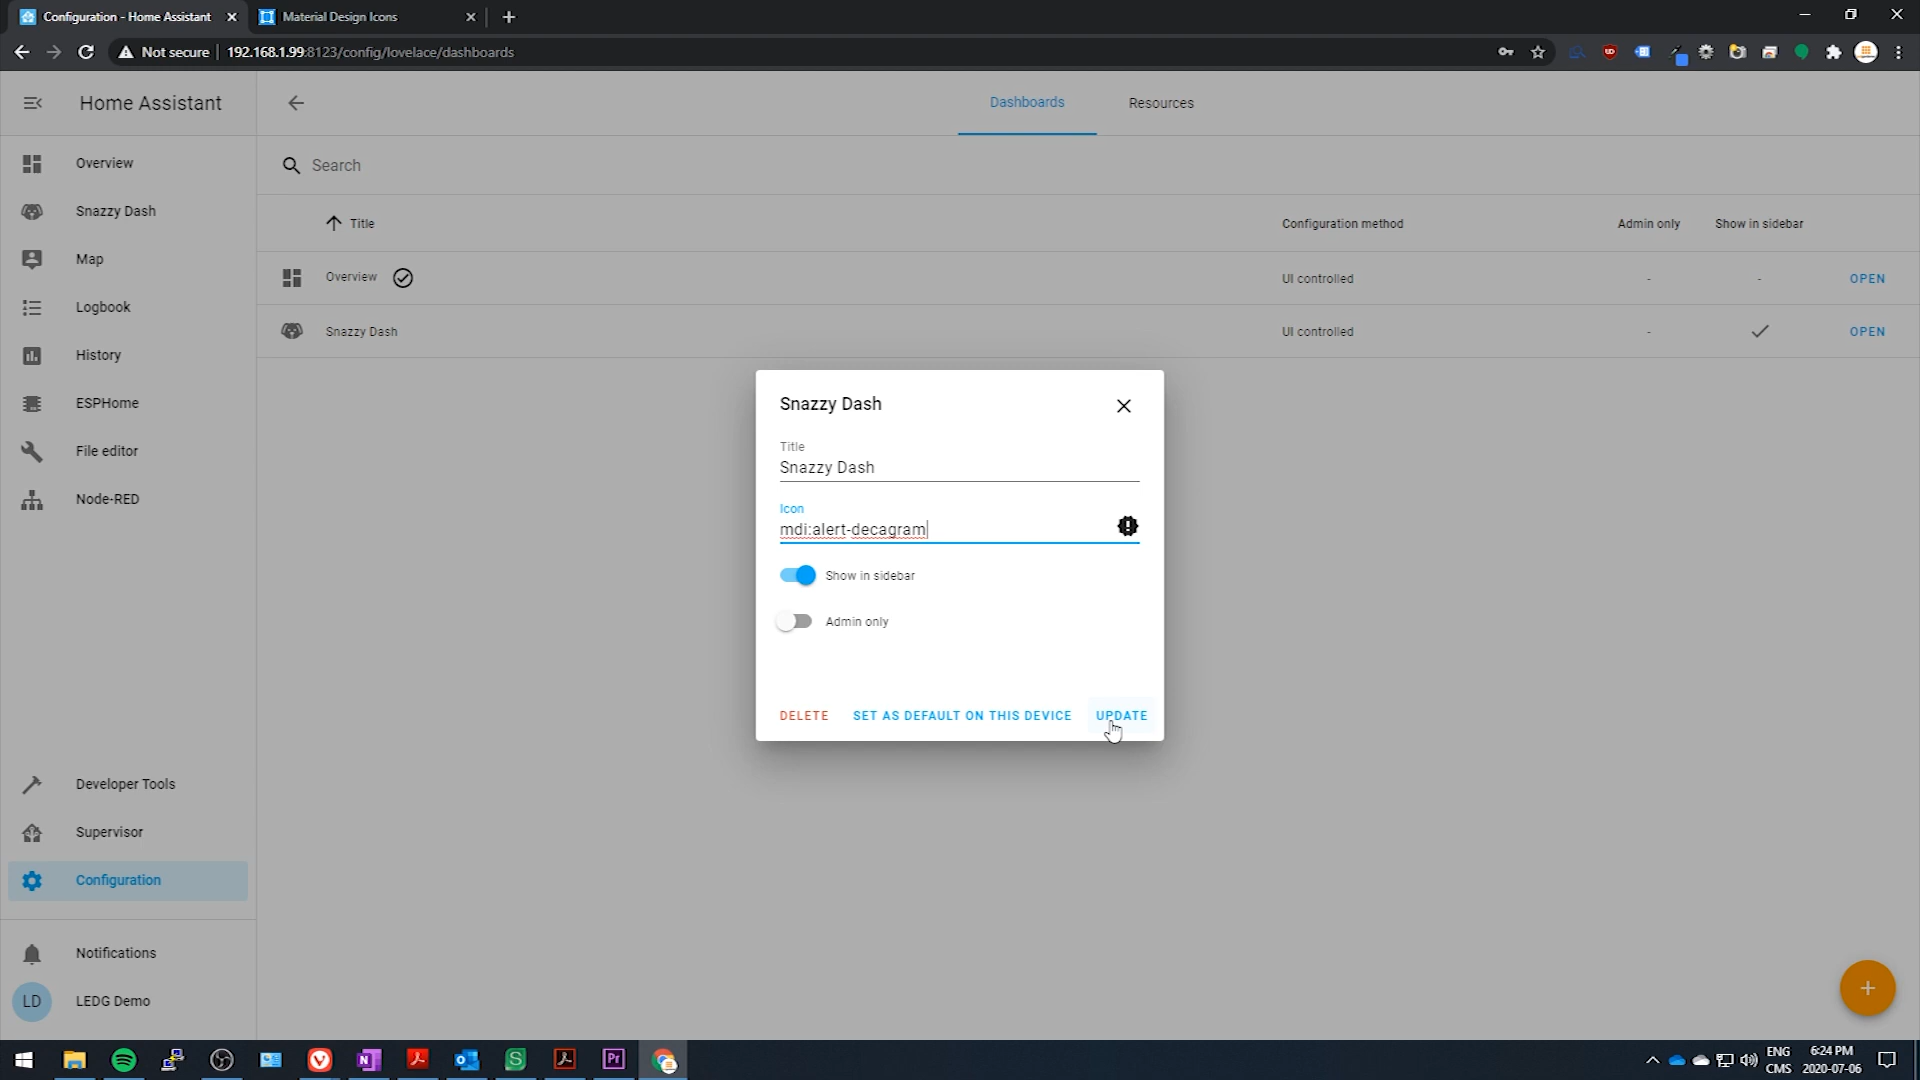 Configuration - Home Assistant
Material Design Icons
Not secure
192.168.1.99:8123/config/lovelace/dashboards
Home Assistant
Dashboards
Resources
Overview
Snazzy Dash
Map
Logbook
History
ESPHome
File editor
Node-RED
Developer Tools
Supervisor
Configuration
Notifications
LD
LEDG Demo
Search
Title
Configuration method
Admin only
Show in sidebar
Overview
UI controlled
-
-
OPEN
Snazzy Dash
UI controlled
-
OPEN
Snazzy Dash
Title
Snazzy Dash
Icon
mdi:alert-decagram
Show in sidebar
Admin only
DELETE
SET AS DEFAULT ON THIS DEVICE
UPDATE
ENG
CMS
6:24 PM
2020-07-06